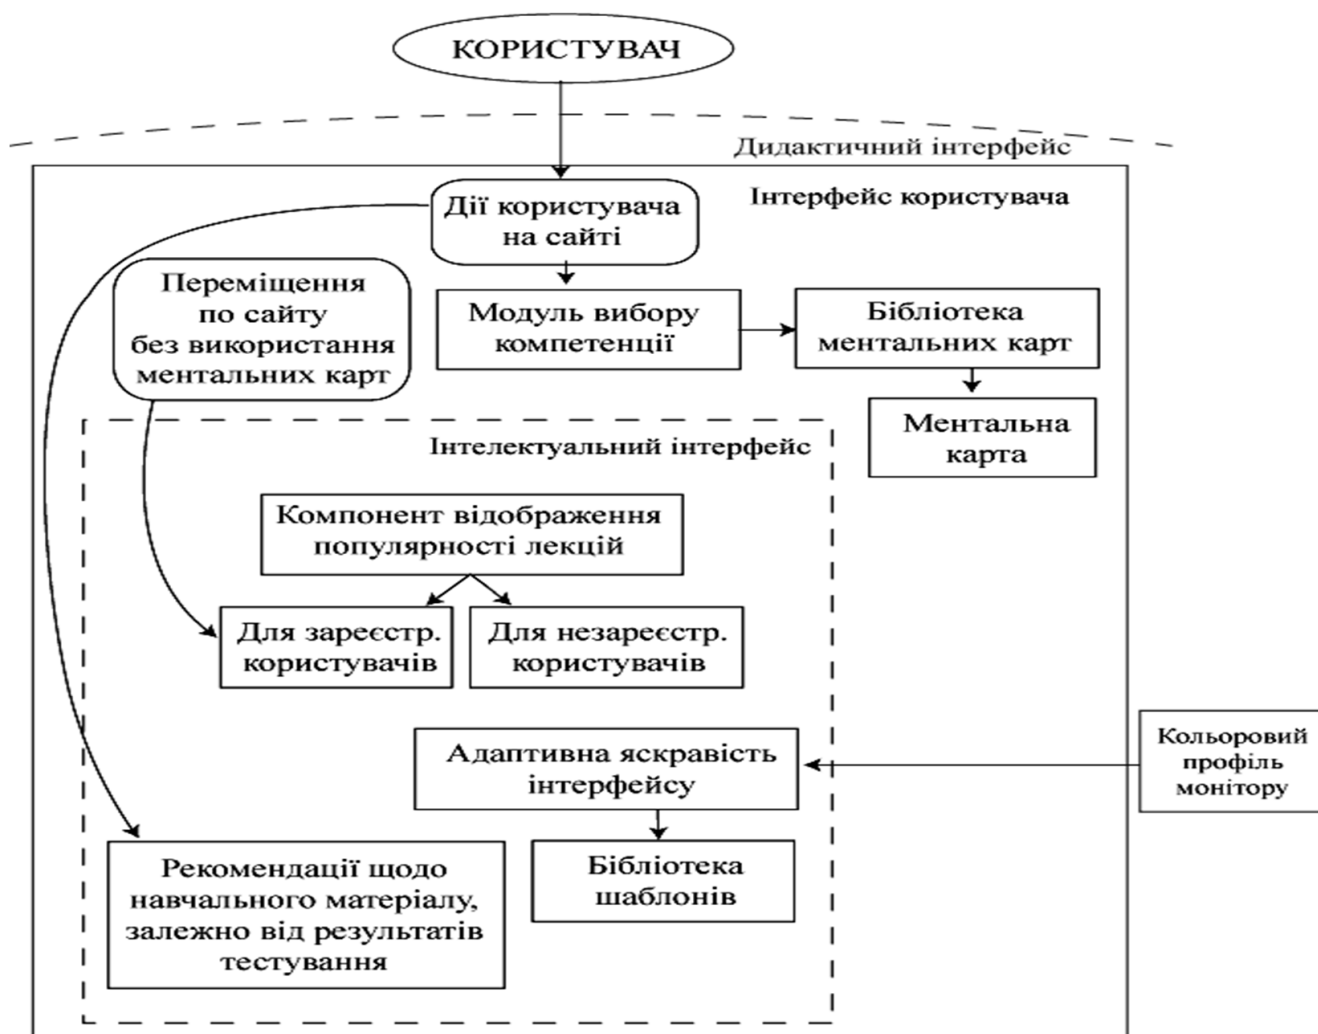 КОРИСТУВАЧ
Дидактичний інтерфейс
Інтерфейс користувача
Дії користувача
на сайті
Переміщення
по сайту
без використання
ментальних карт
Модуль вибору
компетенції
Бібліотека
ментальних карт
Ментальна
карта
Інтелектуальний інтерфейс
Компонент відображення
популярності лекцій
Для зареєстр.
користувачів
Для незареєстр.
користувачів
Адаптивна яскравість
інтерфейсу
Кольоровий
профіль
монітору
Рекомендації щодо
навчального матеріалу,
залежно від результатів
тестування
Бібліотека
шаблонів